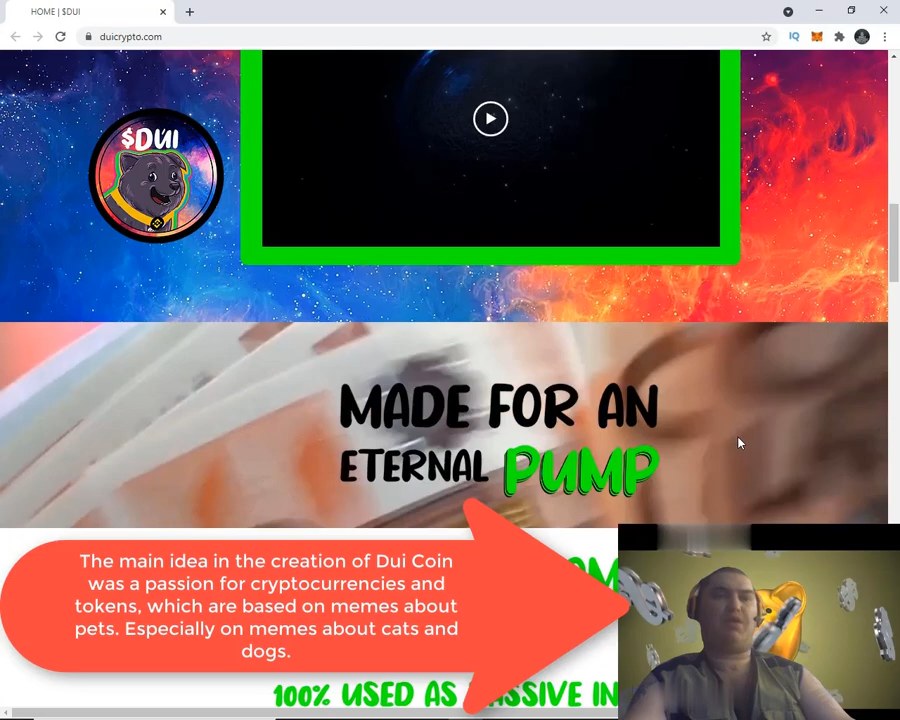 HOME | $DUI
duicrypto.com
IQ
$DUI
MADE FOR AN
ETERNAL PUMP
The main idea in the creation of Dui Coin
was a passion for cryptocurrencies and
tokens, which are based on memes about
pets. Especially on memes about cats and
dogs.
100% USED AS